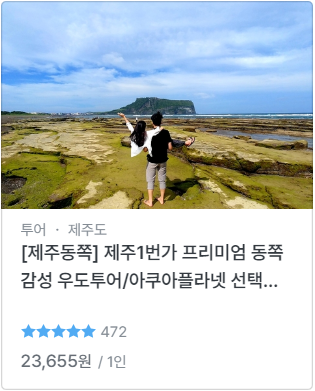 투어 · 제주도
[제주동쪽] 제주1번가 프리미엄 동쪽
감성 우도투어/아쿠아플라넷 선택...
★★★★★ 472
23,655원 / 1인